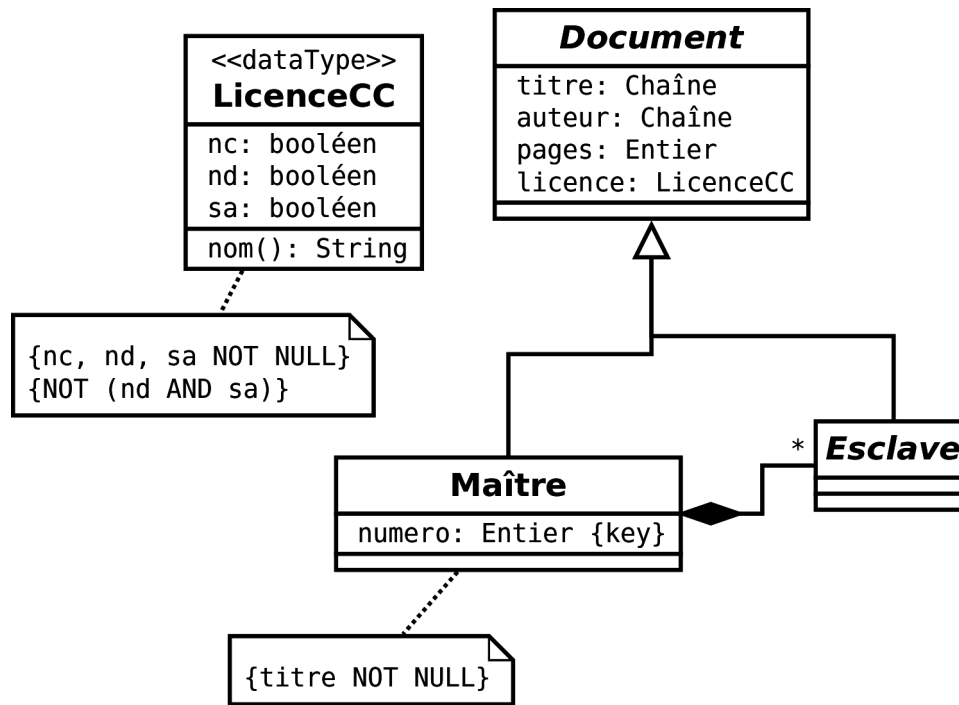 <<dataType>>
LicenceCC
nc: booléen
nd: booléen
sa: booléen
nom(): String
{nc, nd, sa NOT NULL}
{NOT (nd AND sa)}
Document
titre: Chaîne
auteur: Chaîne
pages: Entier
licence: LicenceCC
*
Esclave
Maître
numero: Entier {key}
{titre NOT NULL}